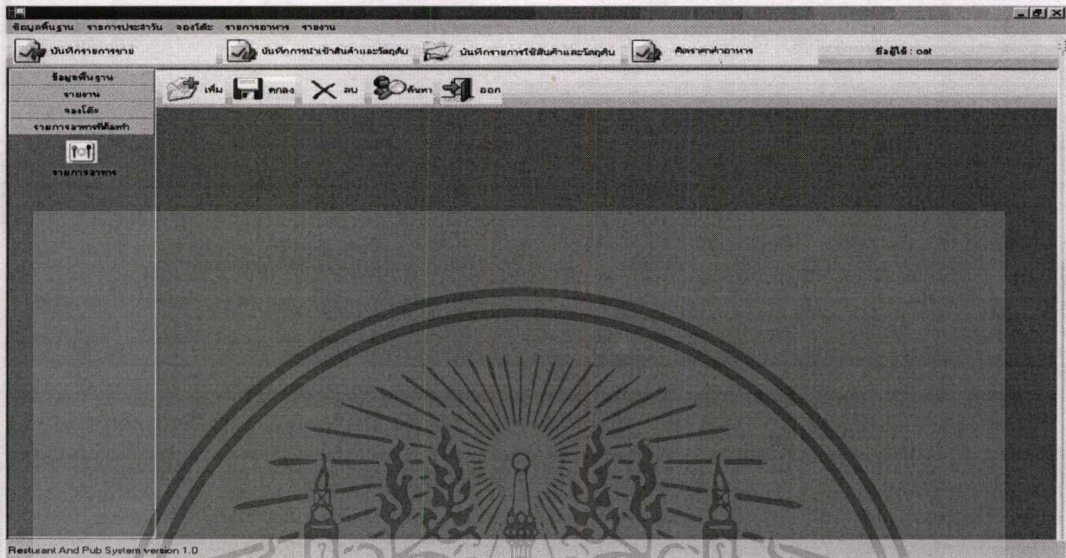 ข้อมูลพื้นฐาน รายการประจำวัน จองโต๊ะ รายการอาหาร รายงาน
บันทึกรายการขาย บันทึกการนำเข้าสินค้าและวัตถุดิบ บันทึกรายการใช้สินค้าและวัตถุดิบ คิดราคาค่าอาหาร ชื่อผู้ใช้ : oat
ข้อมูลพื้นฐาน
รายงาน
จองโต๊ะ
รายการอาหารที่ต้องทำ
รายการอาหาร
เพิ่ม ตกลง ลบ ค้นหา ออก
Resturant And Pub System version 1.0